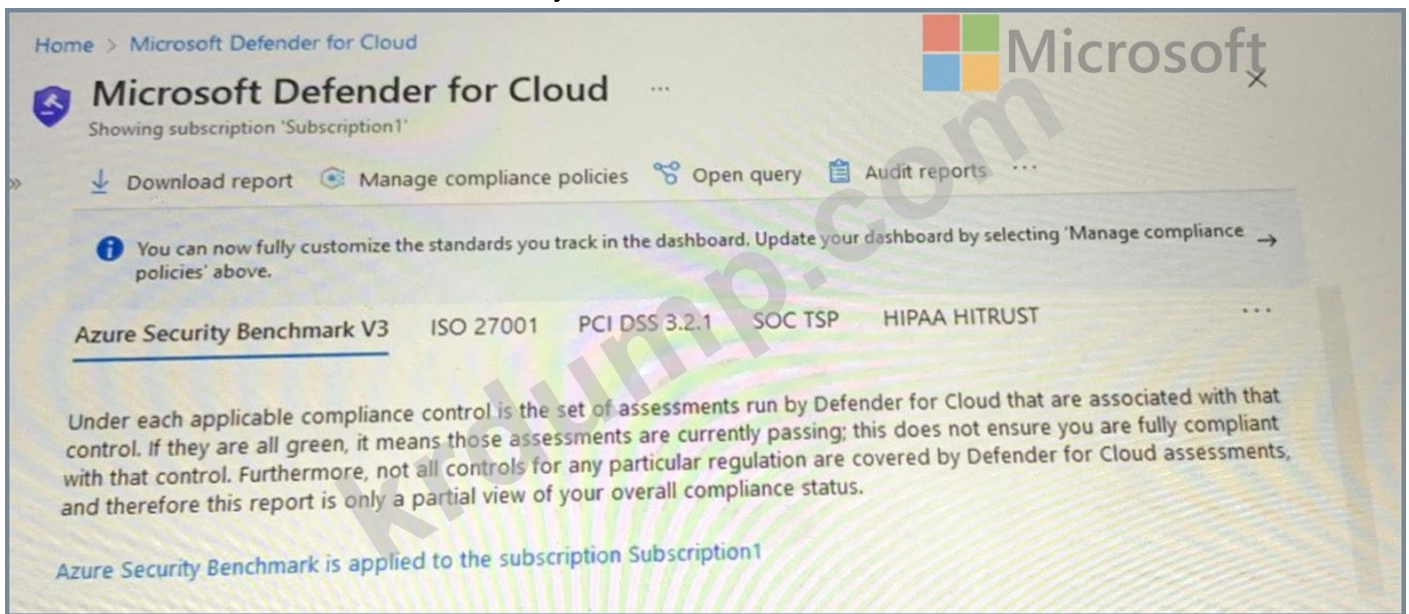 Microsoft
Home > Microsoft Defender for Cloud
Microsoft Defender for Cloud ...
Showing subscription 'Subscription1'
Download report Manage compliance policies Open query Audit reports ...
You can now fully customize the standards you track in the dashboard. Update your dashboard by selecting 'Manage compliance
policies' above.
Azure Security Benchmark V3 ISO 27001 PCI DSS 3.2.1 SOC TSP HIPAA HITRUST ...
Under each applicable compliance control is the set of assessments run by Defender for Cloud that are associated with that
control. If they are all green, it means those assessments are currently passing; this does not ensure you are fully compliant
with that control. Furthermore, not all controls for any particular regulation are covered by Defender for Cloud assessments,
and therefore this report is only a partial view of your overall compliance status.
Azure Security Benchmark is applied to the subscription Subscription1
krdump.com